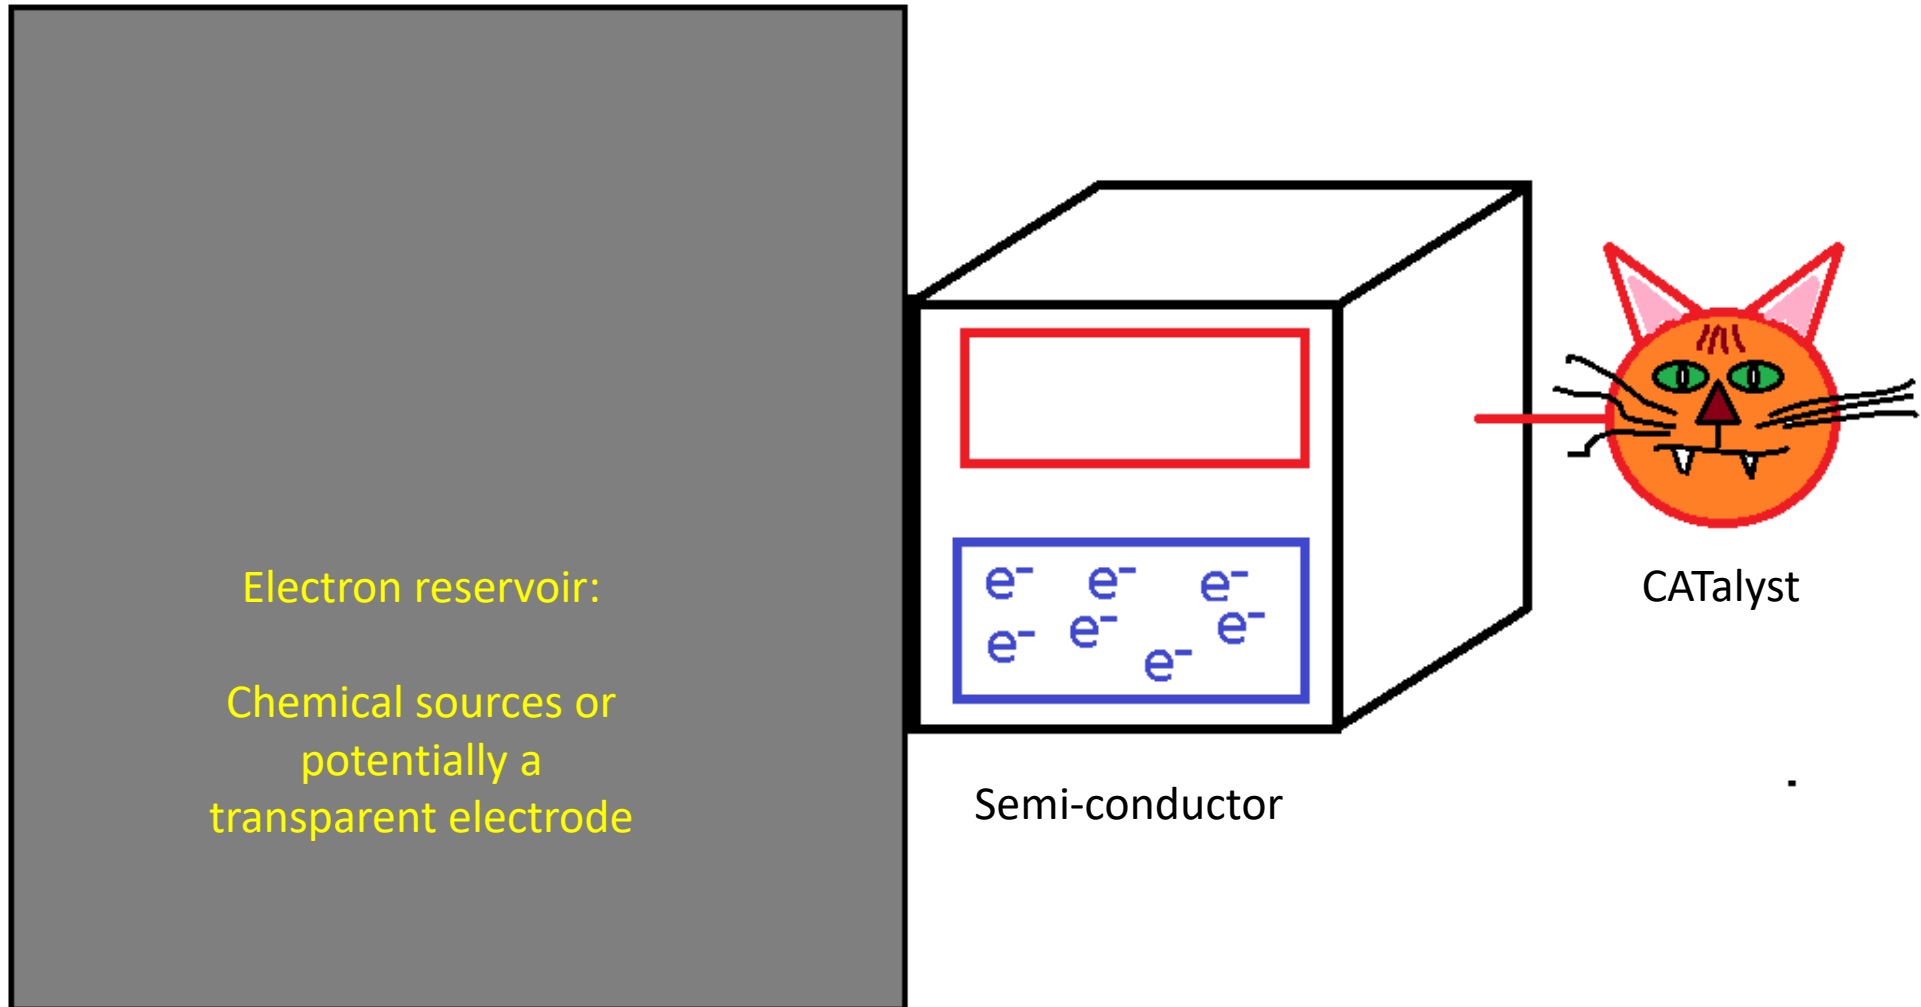 Electron reservoir:
Chemical sources or
potentially a
transparent electrode
e⁻ e⁻ e⁻
e⁻ e⁻ e⁻ e⁻
Semi-conductor
CATalyst